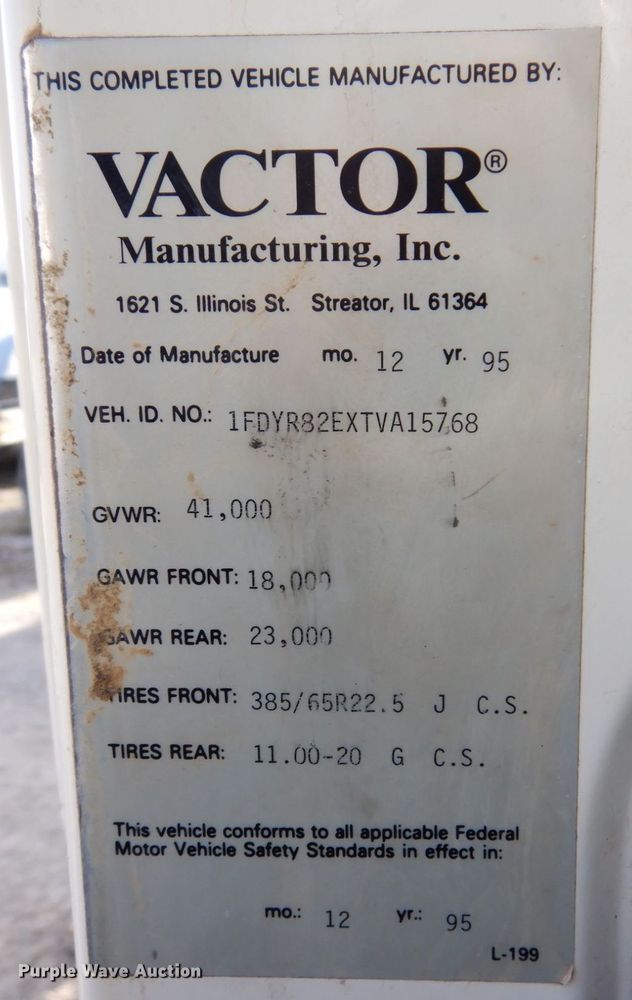 THIS COMPLETED VEHICLE MANUFACTURED BY:
VACTOR®
Manufacturing, Inc.
1621 S. Illinois St. Streator, IL 61364
Date of Manufacture mo. 12 yr. 95
VEH. ID. NO.: 1FDYR82EXTVA15768
GVWR: 41,000
GAWR FRONT: 18,000
GAWR REAR: 23,000
TIRES FRONT: 385/65R22.5 J C.S.
TIRES REAR: 11.00-20 G C.S.
This vehicle conforms to all applicable Federal
Motor Vehicle Safety Standards in effect in:
mo.: 12 yr.: 95
L-199
Purple Wave Auction